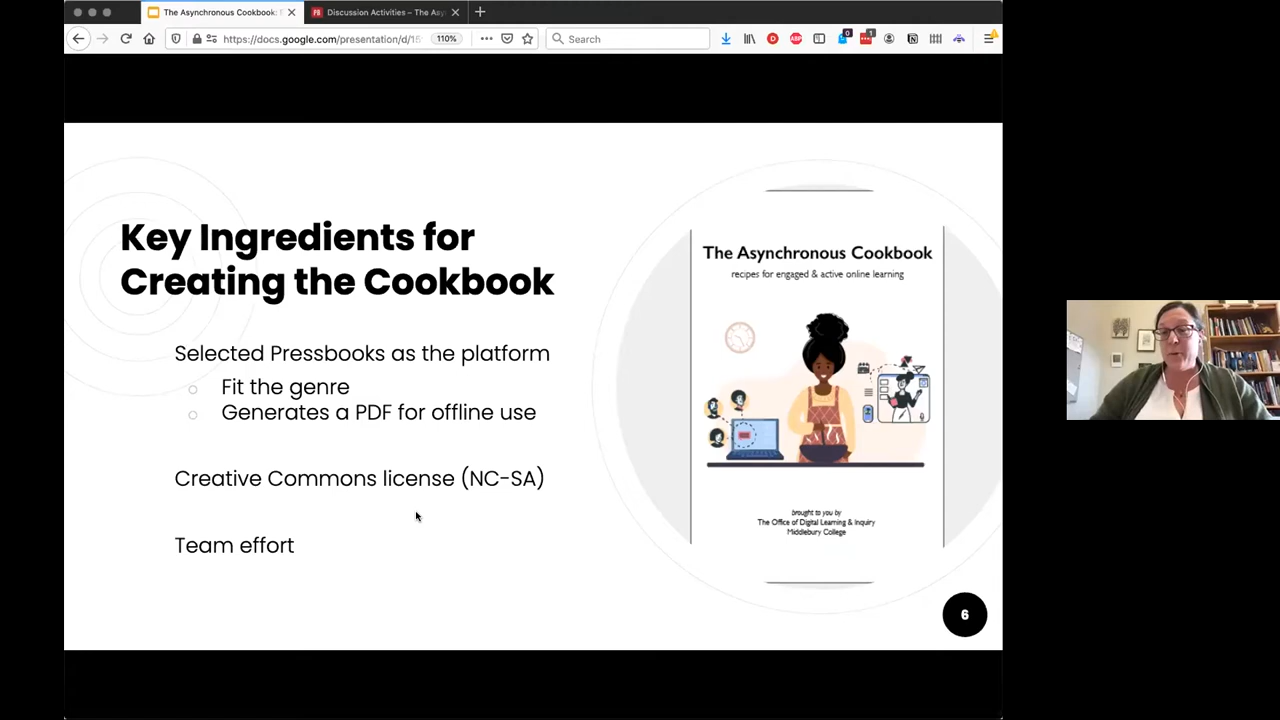 The Asynchronous Cookbook:
Discussion Activities – The Asy
https://docs.google.com/presentation/d/15
110%
Search
0
1
Key Ingredients for
Creating the Cookbook
Selected Pressbooks as the platform
Fit the genre
Generates a PDF for offline use
Creative Commons license (NC-SA)
Team effort
The Asynchronous Cookbook
recipes for engaged & active online learning
brought to you by
The Office of Digital Learning & Inquiry
Middlebury College
6